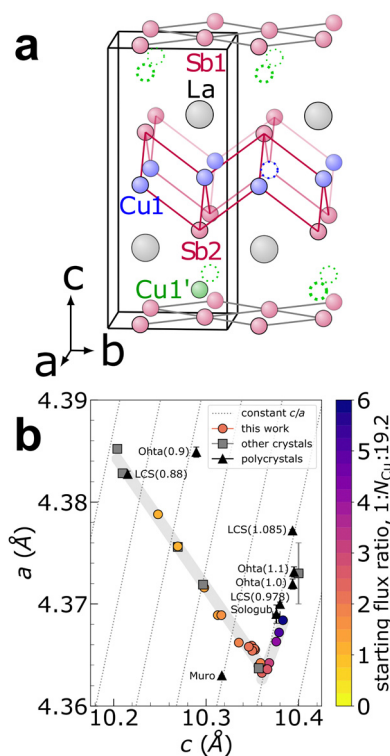 a
Sb1
La
Cu1
Sb2
Cu1'
c
a
b
b
4.39
4.38
4.37
4.36
a (Å)
10.2
10.3
10.4
c (Å)
constant c/a
this work
other crystals
polycrystals
Ohta(0.9)
LCS(0.88)
LCS(1.085)
Ohta(1.1)
Ohta(1.0)
LCS(0.978)
Sologub
Muro
6
5
4
3
2
1
0
starting flux ratio, 1:NCu:19.2